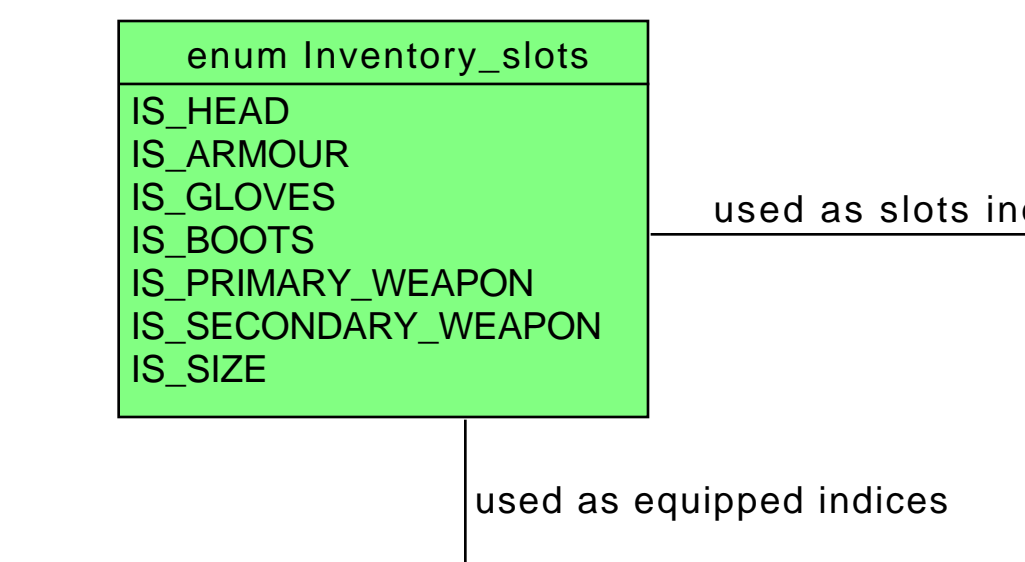 enum Inventory_slots
IS_HEAD
IS_ARMOUR
IS_GLOVES
IS_BOOTS
IS_PRIMARY_WEAPON
IS_SECONDARY_WEAPON
IS_SIZE
used as slots
used as equipped indices